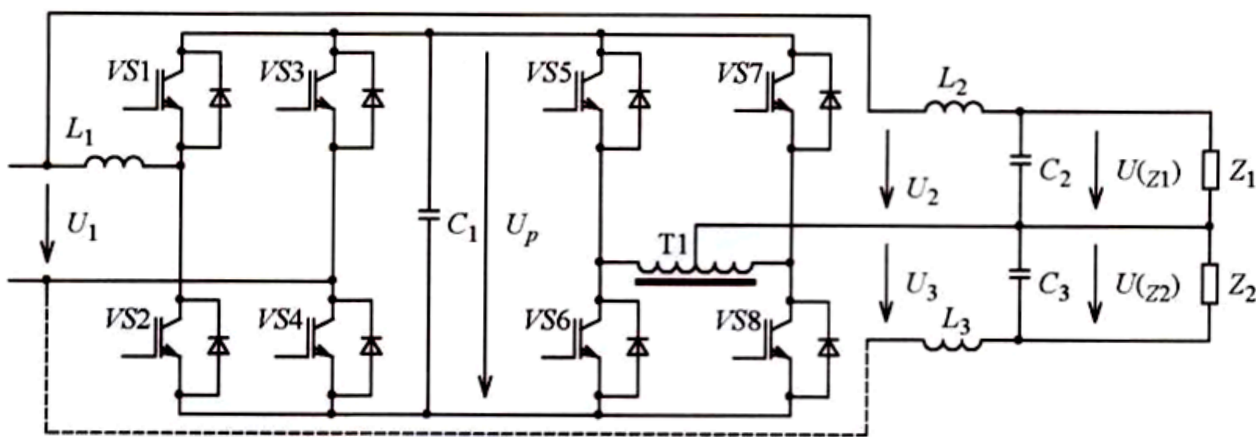 VS1
VS3
VS5
VS7
L2
L1
C2
U(Z1)
Z1
U1
C1
Up
U2
T1
VS2
VS4
VS6
VS8
U3
C3
U(Z2)
Z2
L3